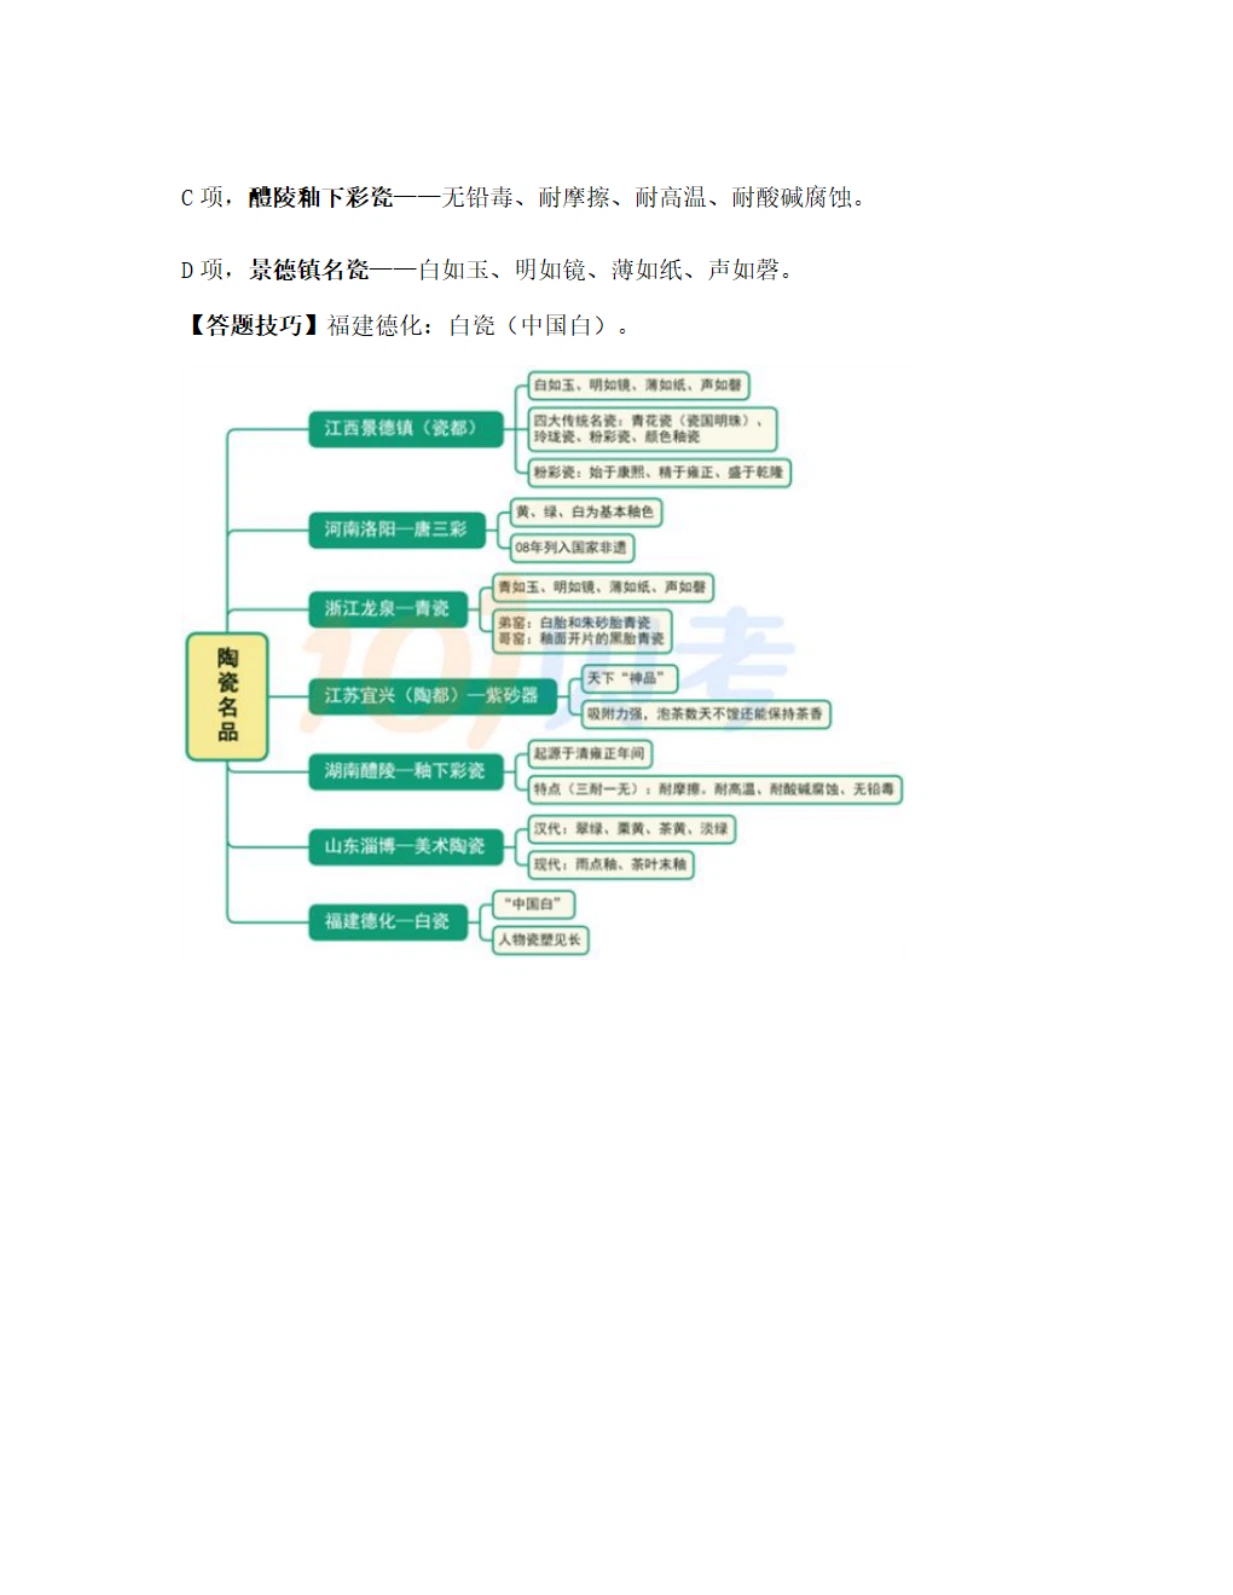 C 项，醴陵釉下彩瓷——无铅毒、耐摩擦、耐高温、耐酸碱腐蚀。
D 项，景德镇名瓷——白如玉、明如镜、薄如纸、声如磬。
【答题技巧】福建德化：白瓷（中国白）。
陶瓷名品
江西景德镇（瓷都）
白如玉、明如镜、薄如纸、声如磬
四大传统名瓷：青花瓷（瓷国明珠）、
玲珑瓷、粉彩瓷、颜色釉瓷
粉彩瓷：始于康熙、精于雍正、盛于乾隆
河南洛阳—唐三彩
黄、绿、白为基本釉色
08年列入国家非遗
浙江龙泉—青瓷
青如玉、明如镜、薄如纸、声如磬
弟窑：白胎和朱砂胎青瓷
哥窑：釉面开片的黑胎青瓷
江苏宜兴（陶都）—紫砂器
天下“神品”
吸附力强，泡茶数天不馊还能保持茶香
湖南醴陵—釉下彩瓷
起源于清雍正年间
特点（三耐一无）：耐摩擦，耐高温、耐酸碱腐蚀、无铅毒
山东淄博—美术陶瓷
汉代：翠绿、栗黄、茶黄、淡绿
现代：雨点釉、茶叶末釉
福建德化—白瓷
“中国白”
人物瓷塑见长